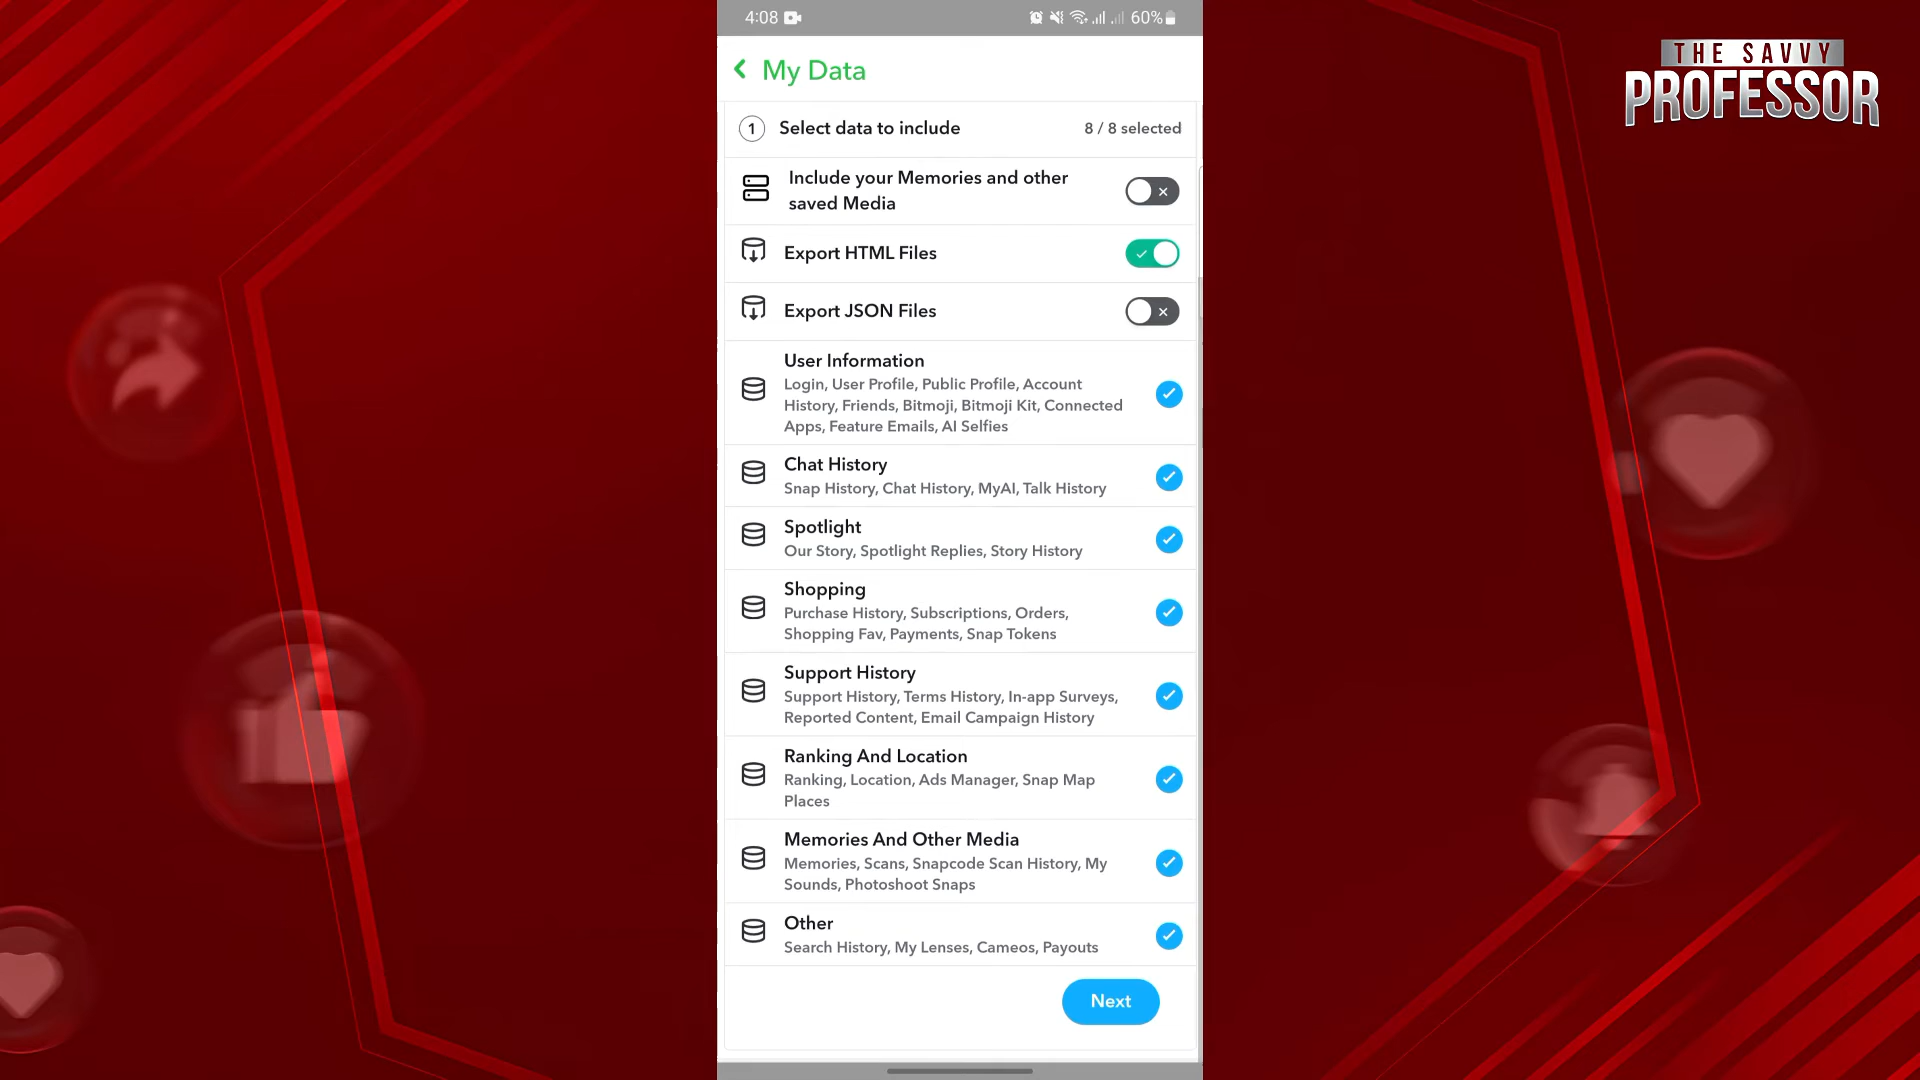 4:08
60%
THE SAVVY
PROFESSOR
My Data
1 Select data to include 8 / 8 selected
Include your Memories and other
saved Media
Export HTML Files
Export JSON Files
User Information
Login, User Profile, Public Profile, Account
History, Friends, Bitmoji, Bitmoji Kit, Connected
Apps, Feature Emails, AI Selfies
Chat History
Snap History, Chat History, MyAI, Talk History
Spotlight
Our Story, Spotlight Replies, Story History
Shopping
Purchase History, Subscriptions, Orders,
Shopping Fav, Payments, Snap Tokens
Support History
Support History, Terms History, In-app Surveys,
Reported Content, Email Campaign History
Ranking And Location
Ranking, Location, Ads Manager, Snap Map
Places
Memories And Other Media
Memories, Scans, Snapcode Scan History, My
Sounds, Photoshoot Snaps
Other
Search History, My Lenses, Cameos, Payouts
Next